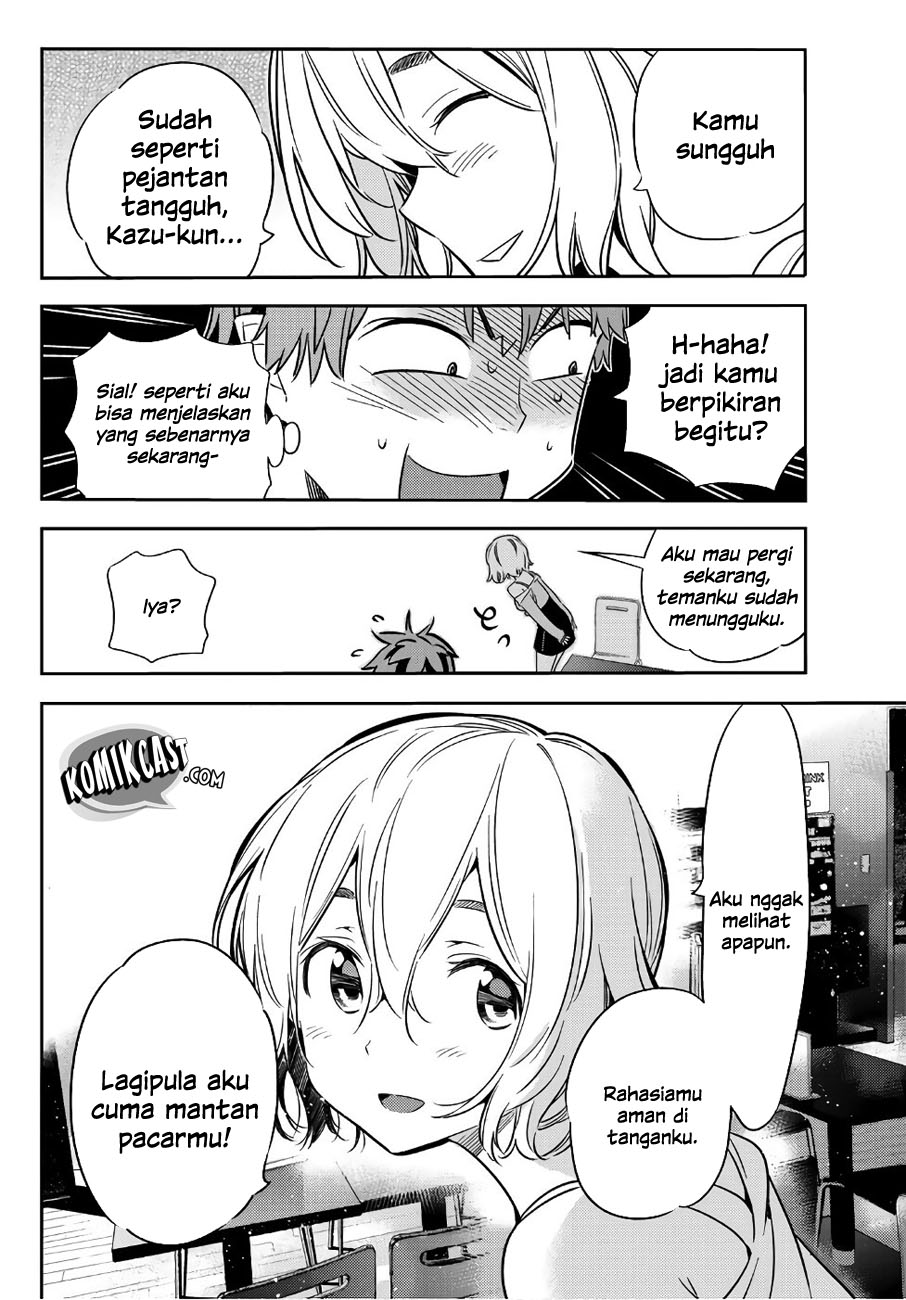 Kamu
sungguh
Sudah
seperti
pejantan
tangguh,
Kazu-kun...
H-haha!
jadi kamu
berpikiran
begitu?
Sial! seperti aku
bisa menjelaskan
yang sebenarnya
sekarang-
Aku mau pergi
sekarang,
temanku sudah
menungguku.
Iya?
KOMIKCAST
.COM
Aku nggak
melihat
apapun.
Rahasiamu
aman di
tanganku.
Lagipula aku
cuma mantan
pacarmu!